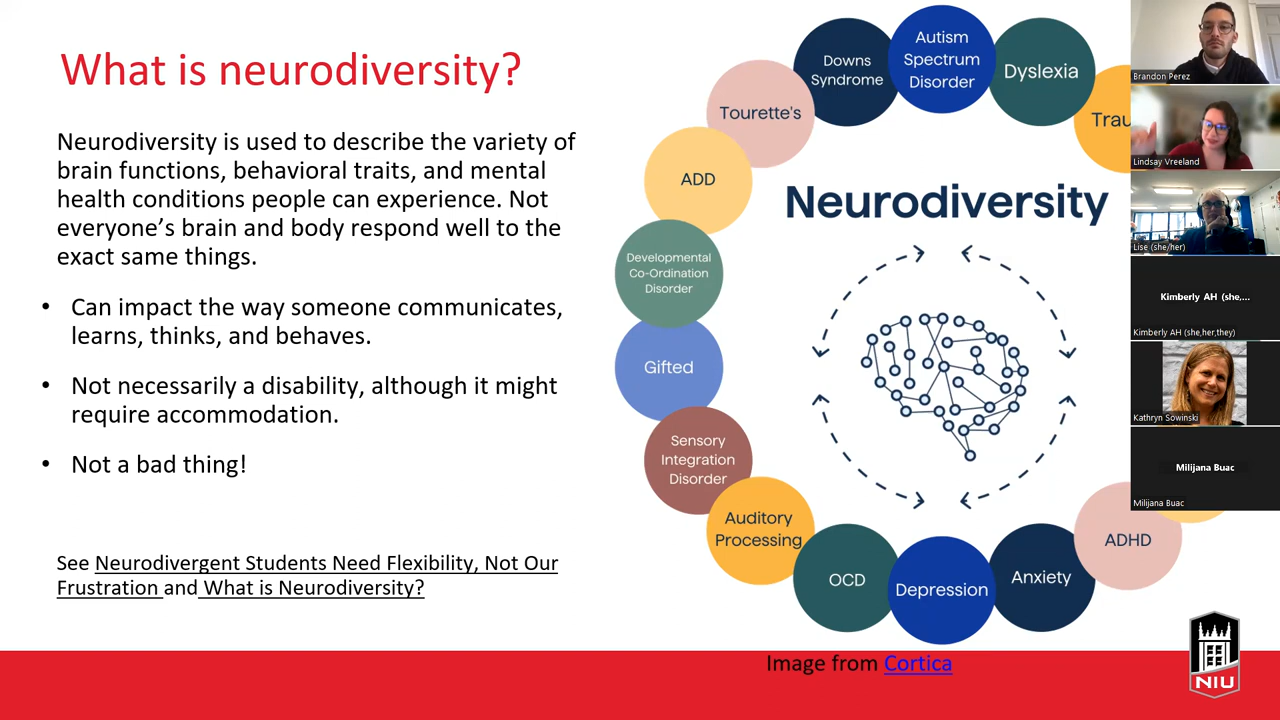 What is neurodiversity?
Neurodiversity is used to describe the variety of
brain functions, behavioral traits, and mental
health conditions people can experience. Not
everyone’s brain and body respond well to the
exact same things.
• Can impact the way someone communicates,
learns, thinks, and behaves.
• Not necessarily a disability, although it might
require accommodation.
• Not a bad thing!
See Neurodivergent Students Need Flexibility, Not Our
Frustration and What is Neurodiversity?
Autism
Spectrum
Disorder
Downs
Syndrome
Dyslexia
Tourette's
Trau
ADD
Neurodiversity
Developmental
Co-Ordination
Disorder
Gifted
Sensory
Integration
Disorder
Auditory
Processing
OCD
Depression
Anxiety
ADHD
Image from Cortica
NIU
Brandon Perez
Lindsay Vreeland
Lise (she/her)
Kimberly AH (she,...
Kimberly AH (she,her,they)
Kathryn Sowinski
Milijana Buac
Milijana Buac